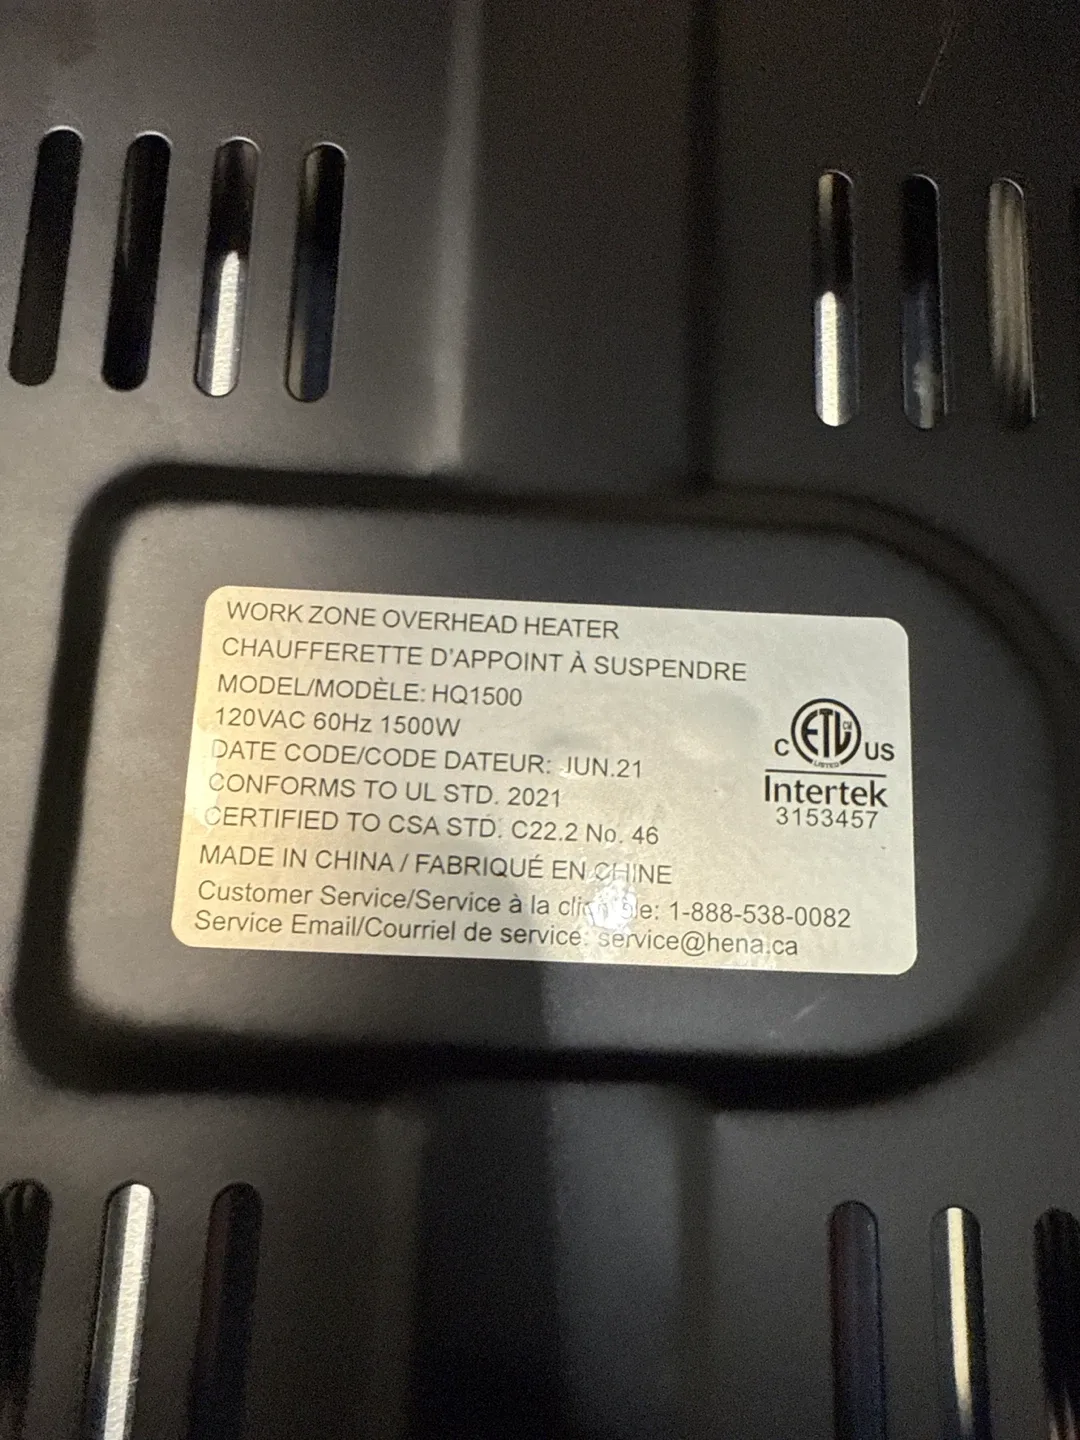 WORK ZONE OVERHEAD HEATER
CHAUFFERETTE D'APPOINT À SUSPENDRE
MODEL/MODÈLE: HQ1500
120VAC 60Hz 1500W
DATE CODE/CODE DATEUR: JUN.21
CONFORMS TO UL STD. 2021
CERTIFIED TO CSA STD. C22.2 No. 46
MADE IN CHINA / FABRIQUÉ EN CHINE
Customer Service/Service à la : 1-888-538-0082
Service Email/Courriel de service: service@hena.ca
C ETL CM US
LISTED
Intertek
3153457